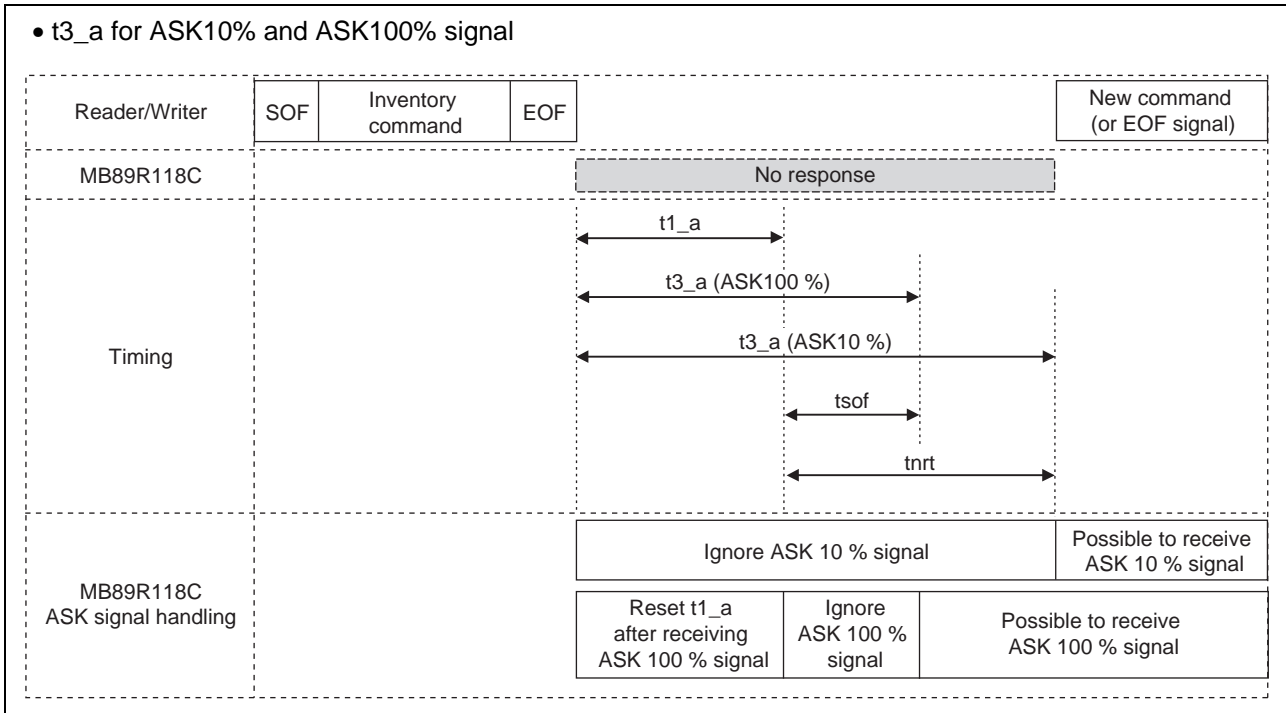 • t3_a for ASK10% and ASK100% signal
Reader/Writer
SOF
Inventory
command
EOF
New command
(or EOF signal)
MB89R118C
No response
Timing
t1_a
t3_a (ASK100 %)
t3_a (ASK10 %)
tsof
tnrt
MB89R118C
ASK signal handling
Ignore ASK 10 % signal
Possible to receive
ASK 10 % signal
Reset t1_a
after receiving
ASK 100 % signal
Ignore
ASK 100 %
signal
Possible to receive
ASK 100 % signal